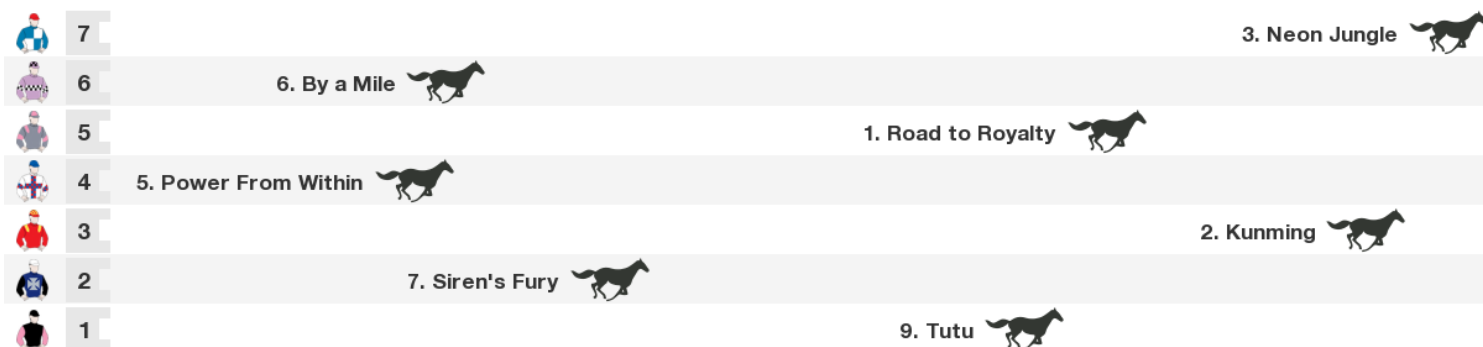 7 3. Neon Jungle
6 6. By a Mile
5 1. Road to Royalty
4 5. Power From Within
3 2. Kunming
2 7. Siren's Fury
1 9. Tutu